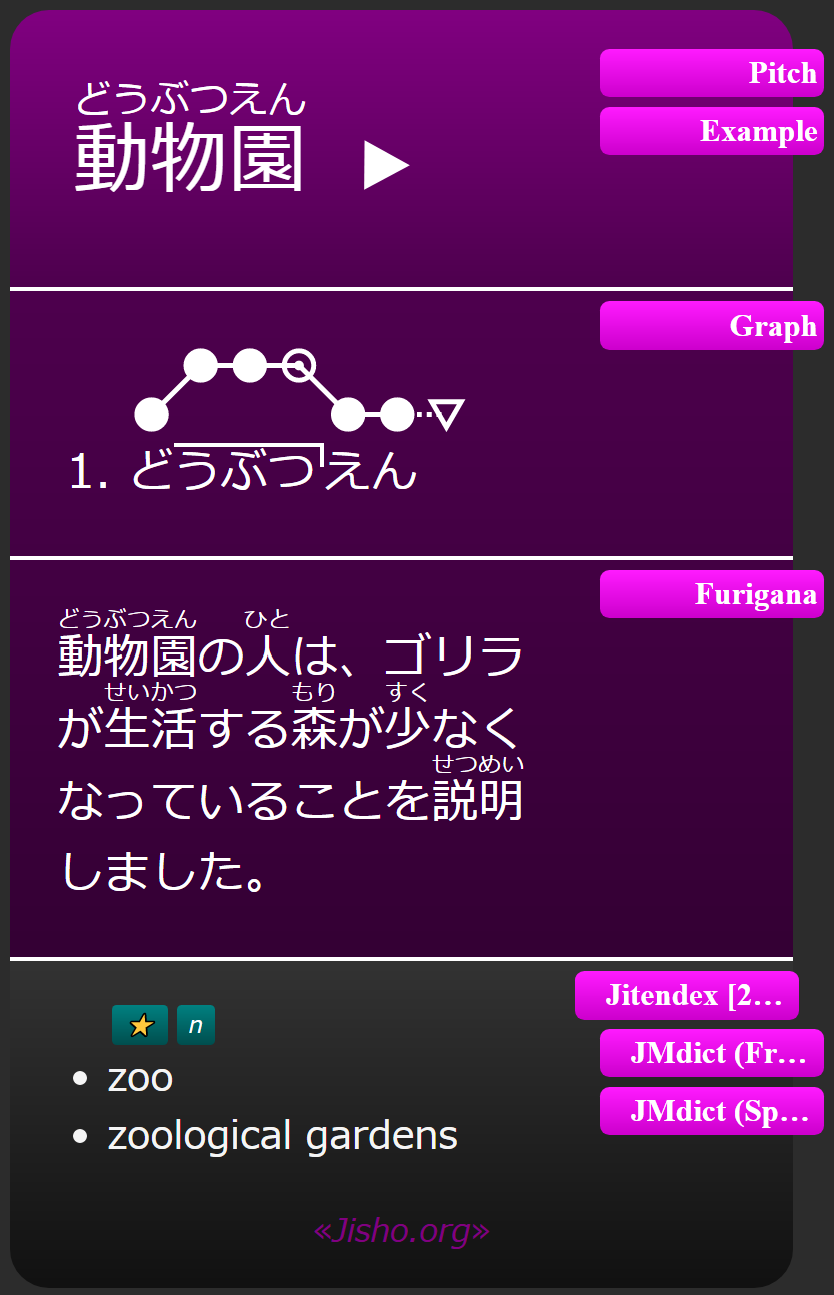 Pitch
どうぶつえん
動物園
Example
Graph
1. どうぶつえん
Furigana
どうぶつえん ひと
動物園の人は、ゴリラ
せいかつ もり すく
が生活する森が少なく
せつめい
なっていることを説明
しました。
Jitendex [2…
n
JMdict (Fr…
zoo
JMdict (Sp…
zoological gardens
«Jisho.org»